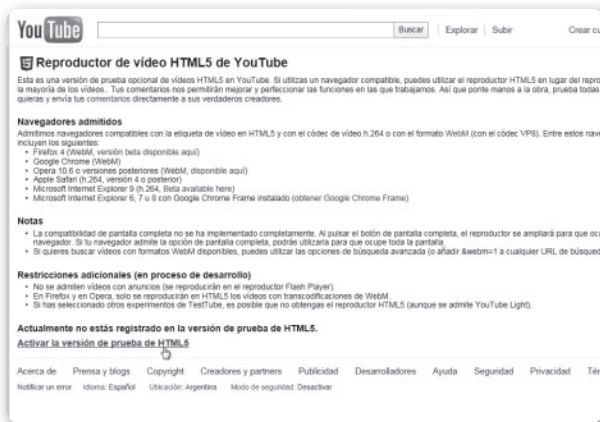 YouTube Buscar Explorar Subir Crear cu
Reproductor de vídeo HTML5 de YouTube
Esta es una versión de prueba opcional de vídeos HTML5 en YouTube. Si utilizas un navegador compatible, puedes utilizar el reproductor HTML5 en lugar del repro
la mayoría de los vídeos. Tus comentarios nos permitirán mejorar y perfeccionar las funciones en las que trabajamos. Así que ponte manos a la obra, prueba todas
quieras y envía tus comentarios directamente a sus verdaderos creadores.
Navegadores admitidos
Admitimos navegadores compatibles con la etiqueta de vídeo en HTML5 y con el códec de vídeo h.264 o con el formato WebM (con el códec VP8). Entre estos nave
incluyen los siguientes:
• Firefox 4 (WebM, versión beta disponible aquí)
• Google Chrome (WebM)
• Opera 10.6 o versiones posteriores (WebM, disponible aquí)
• Apple Safari (h.264, versión 4 o posterior)
• Microsoft Internet Explorer 9 (h.264, Beta available here)
• Microsoft Internet Explorer 6, 7 u 8 con Google Chrome Frame instalado (obtener Google Chrome Frame)
Notas
• La compatibilidad de pantalla completa no se ha implementado completamente. Al pulsar el botón de pantalla completa, el reproductor se ampliará para que ocu
navegador. Si tu navegador admite la opción de pantalla completa, podrás utilizarla para que ocupe toda la pantalla.
• Si quieres buscar vídeos con formatos WebM disponibles, puedes utilizar las opciones de búsqueda avanzada (o añadir &webm=1 a cualquier URL de búsqued
Restricciones adicionales (en proceso de desarrollo)
• No se admiten vídeos con anuncios (se reproducirán en el reproductor Flash Player).
• En Firefox y en Opera, solo se reproducirán en HTML5 los vídeos con transcodificaciones de WebM.
• Si has seleccionado otros experimentos de TestTube, es posible que no obtengas el reproductor HTML5 (aunque se admite YouTube Light).
Actualmente no estás registrado en la versión de prueba de HTML5.
Activar la versión de prueba de HTML5
Acerca de Prensa y blogs Copyright Creadores y partners Publicidad Desarrolladores Ayuda Seguridad Privacidad Tér
Notificar un error Idioma: Español Ubicación: Argentina Modo de seguridad: Desactivar